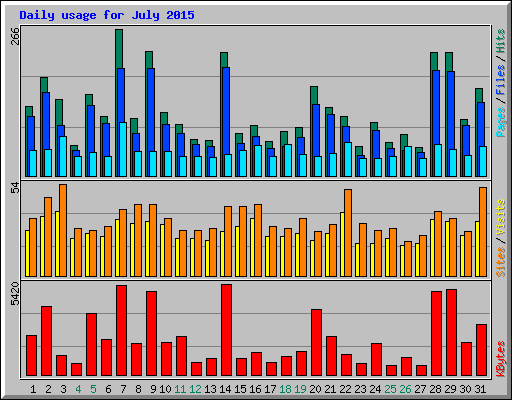 Daily usage for July 2015
266
Pages / Files / Hits
54
Sites / Visits
5420
KBytes
1 2 3 4 5 6 7 8 9 10 11 12 13 14 15 16 17 18 19 20 21 22 23 24 25 26 27 28 29 30 31